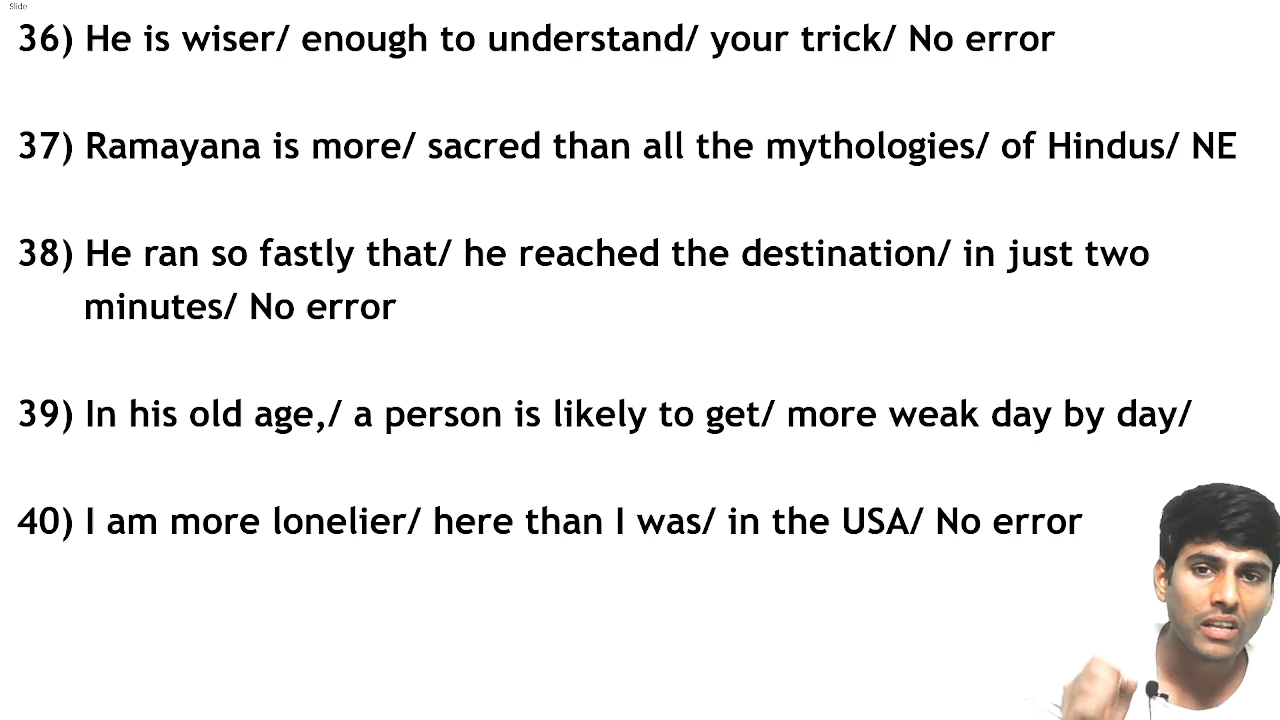 Slide
36) He is wiser/ enough to understand/ your trick/ No error
37) Ramayana is more/ sacred than all the mythologies/ of Hindus/ NE
38) He ran so fastly that/ he reached the destination/ in just two
minutes/ No error
39) In his old age,/ a person is likely to get/ more weak day by day/
40) I am more lonelier/ here than I was/ in the USA/ No error